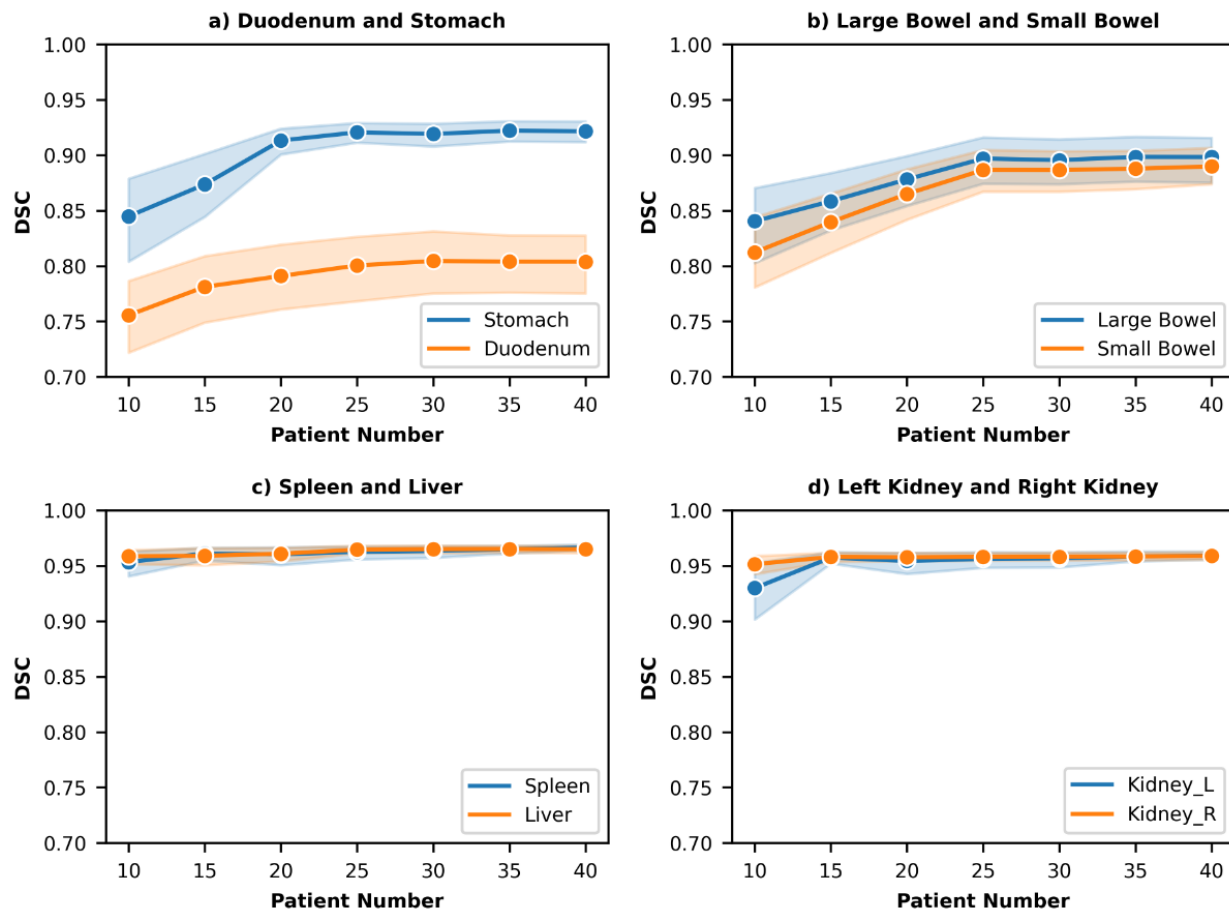 a) Duodenum and Stomach
1.00
0.95
0.90
0.85
0.80
0.75
0.70
DSC
10 15 20 25 30 35 40
Patient Number
Stomach
Duodenum
b) Large Bowel and Small Bowel
1.00
0.95
0.90
0.85
0.80
0.75
0.70
DSC
10 15 20 25 30 35 40
Patient Number
Large Bowel
Small Bowel
c) Spleen and Liver
1.00
0.95
0.90
0.85
0.80
0.75
0.70
DSC
10 15 20 25 30 35 40
Patient Number
Spleen
Liver
d) Left Kidney and Right Kidney
1.00
0.95
0.90
0.85
0.80
0.75
0.70
DSC
10 15 20 25 30 35 40
Patient Number
Kidney_L
Kidney_R